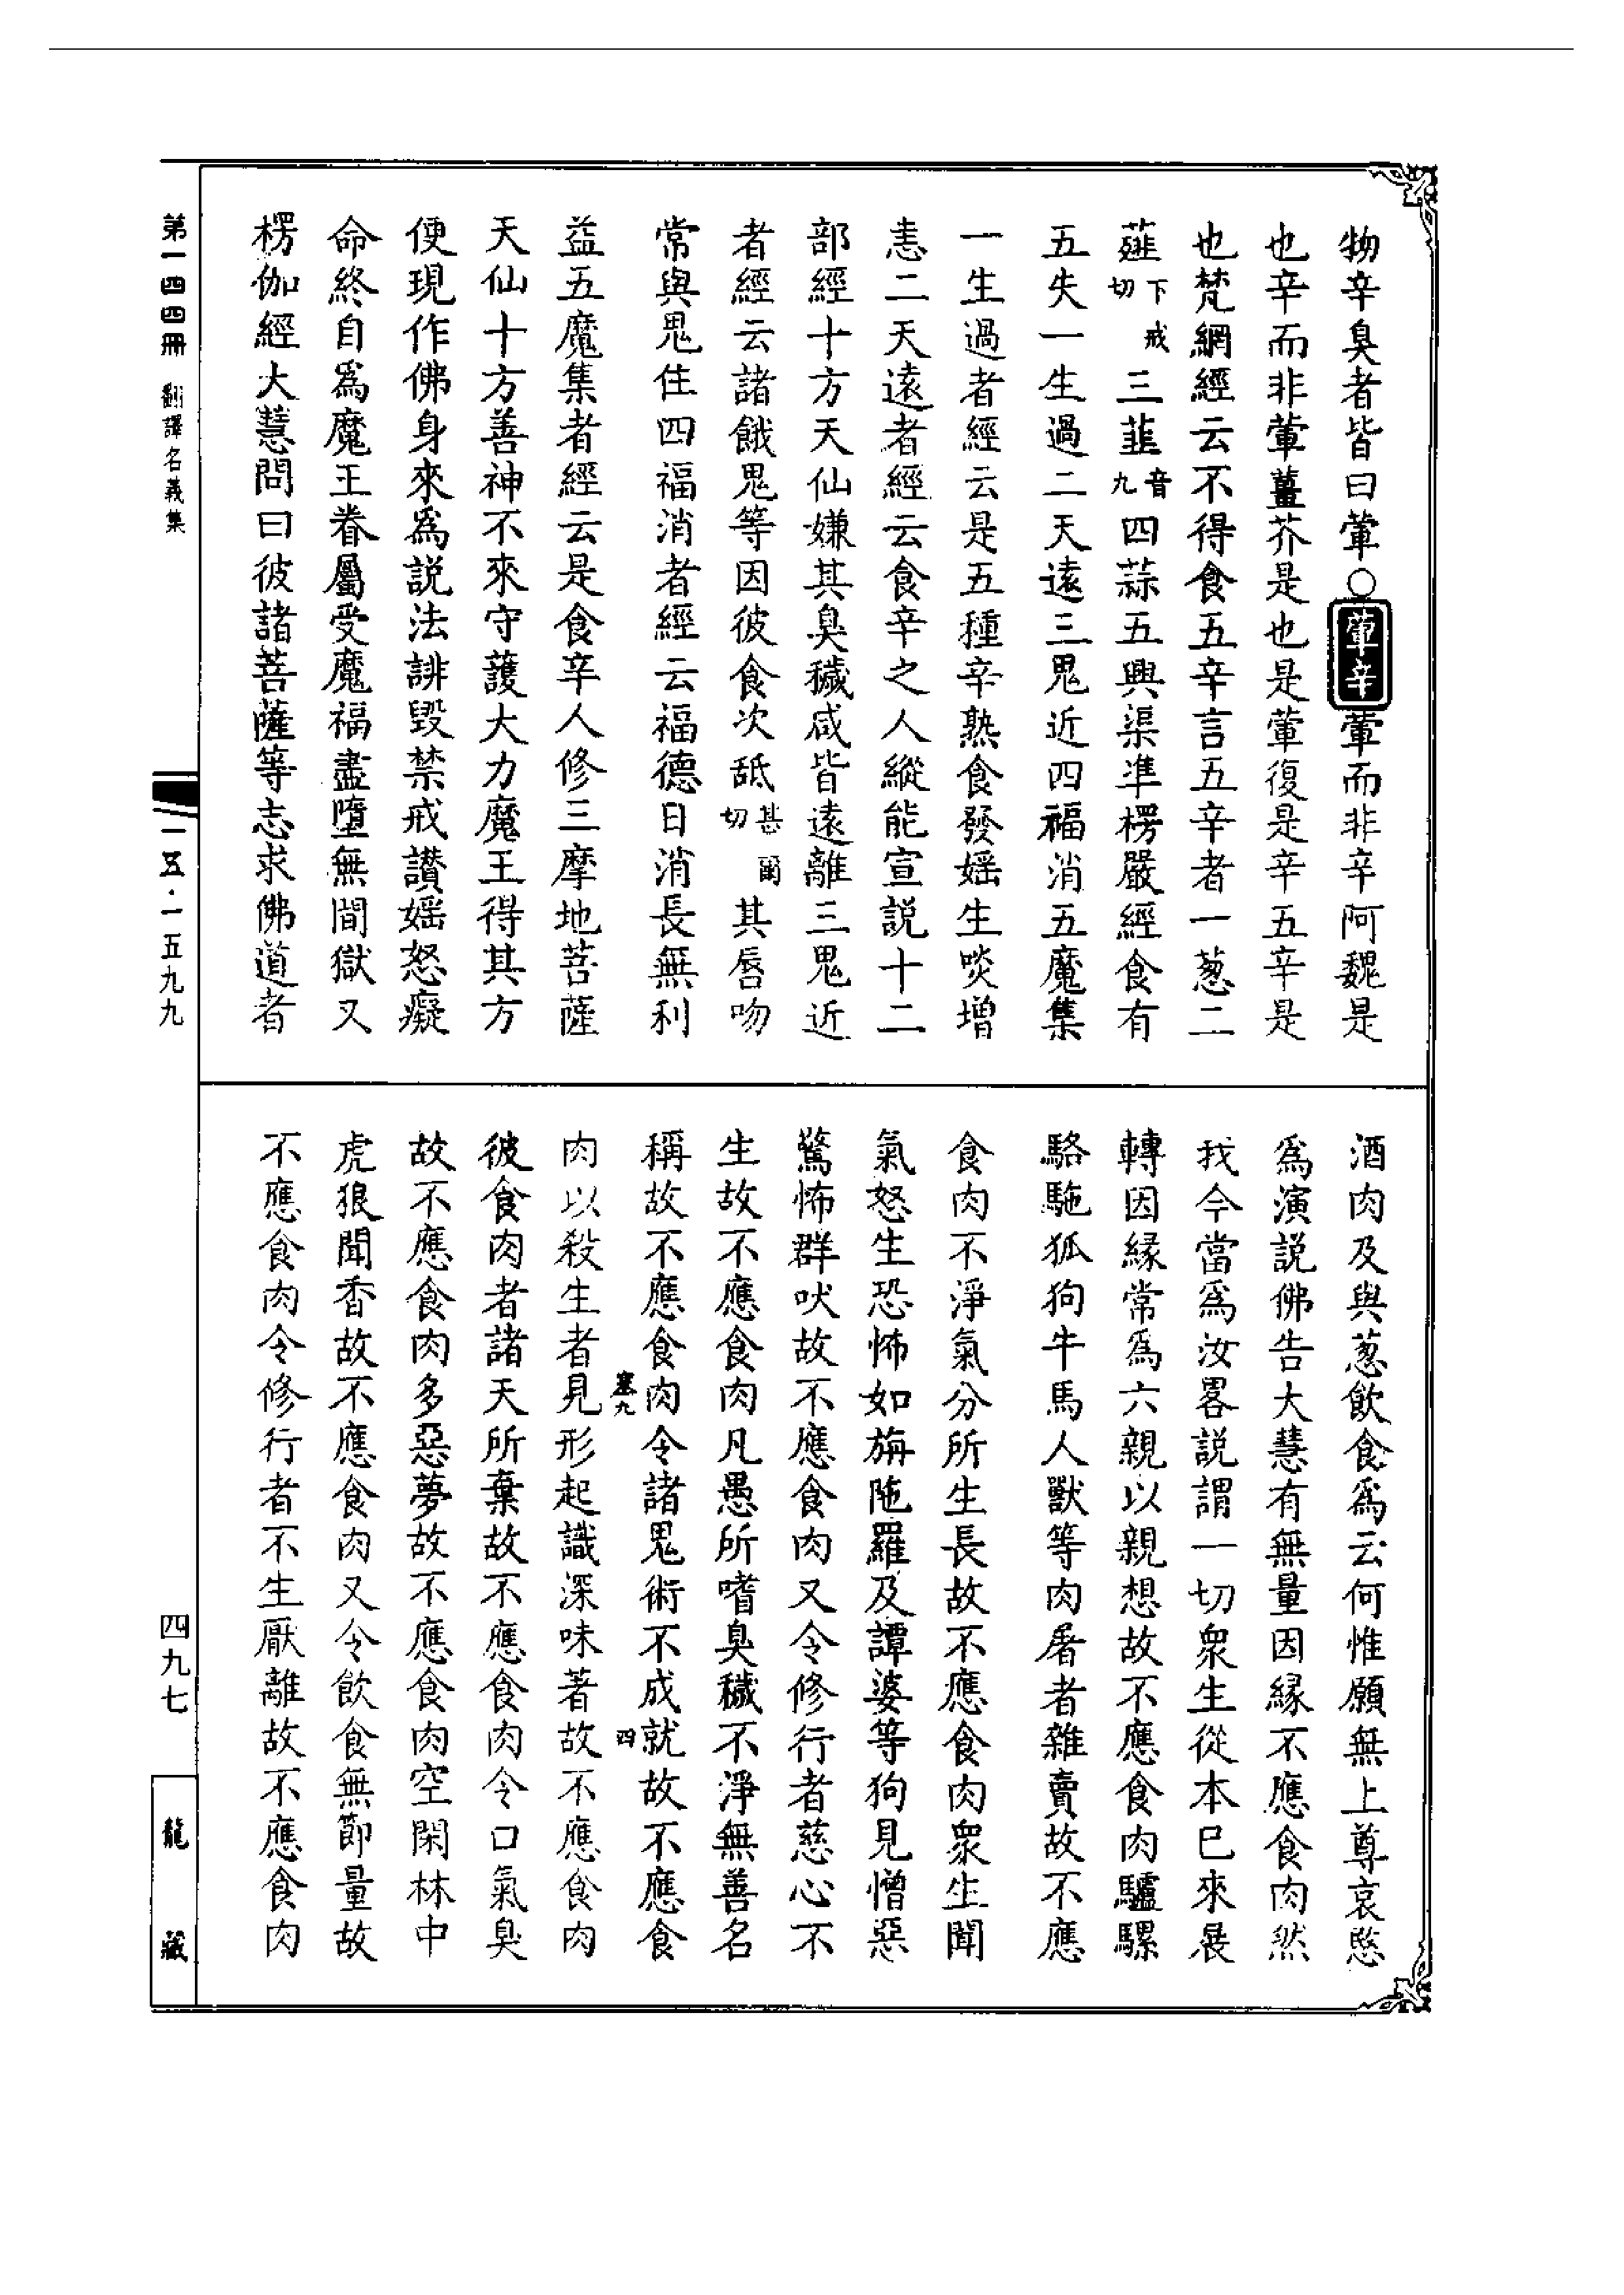 物辛臭者皆曰葷○葷辛葷而非辛阿魏是
也辛而非葷薑芥是也是葷復是辛五辛是
也梵網經云不得食五辛言五辛者一葱二
薤下戒切三韮音九四蒜五興渠準楞嚴經食有
五失一生過二天遠三鬼近四福消五魔集
一生過者經云是五種辛熟食發婬生啖增
恚二天遠者經云食辛之人縱能宣説十二
部經十方天仙嫌其臭穢咸皆遠離三鬼近
者經云諸餓鬼等因彼食次舐甚爾切其唇吻
常與鬼住四福消者經云福德日消長無利
益五魔集者經云是食辛人修三摩地菩薩
天仙十方善神不來守護大力魔王得其方
便現作佛身來爲説法誹毀禁戒讚婬怒癡
命終自爲魔王眷屬受魔福盡墮無間獄又
楞伽經大慧問曰彼諸菩薩等志求佛道者
酒肉及與葱飲食爲云何惟願無上尊哀愍
爲演説佛告大慧有無量因緣不應食肉然
我今當爲汝畧説謂一切衆生從本已來展
轉因緣常爲六親以親想故不應食肉驢騾
駱駞狐狗牛馬人獸等肉屠者雜賣故不應
食肉不淨氣分所生長故不應食肉衆生聞
氣怒生恐怖如旃陁羅及譚婆等狗見憎惡
驚怖群吠故不應食肉又令修行者慈心不
生故不應食肉凡愚所嗜臭穢不淨無善名
稱故不應食肉令諸鬼術不成就故不應食
塞九
四
肉以殺生者見形起識深味著故不應食肉
彼食肉者諸天所棄故不應食肉令口氣臭
故不應食肉多惡夢故不應食肉空閑林中
虎狼聞香故不應食肉又令飲食無節量故
不應食肉令修行者不生厭離故不應食肉
第一四四冊 翻譯名義集
一五·一五九九
四九七
龍藏